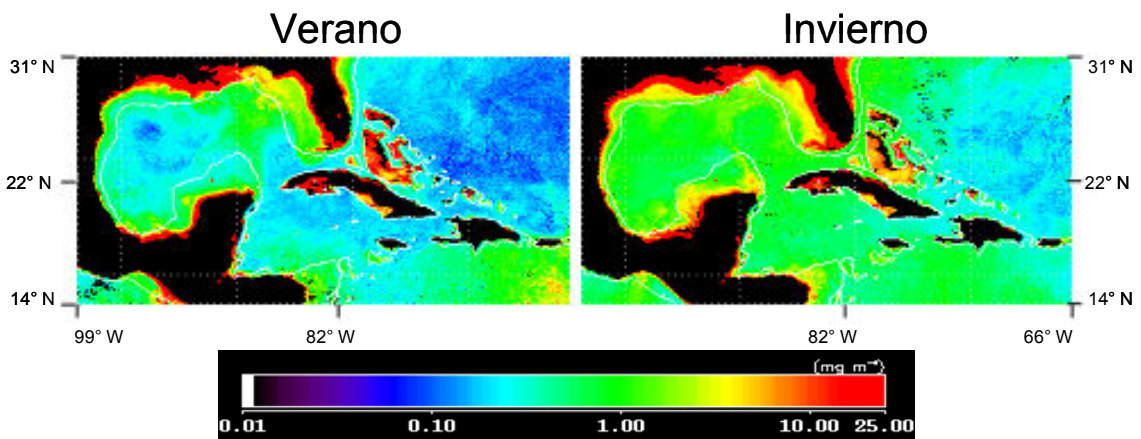 Verano Invierno
31° N 31° N
22° N 22° N
14° N 14° N
99° W 82° W 82° W 66° W
(mg m⁻³)
0.01 0.10 1.00 10.00 25.00